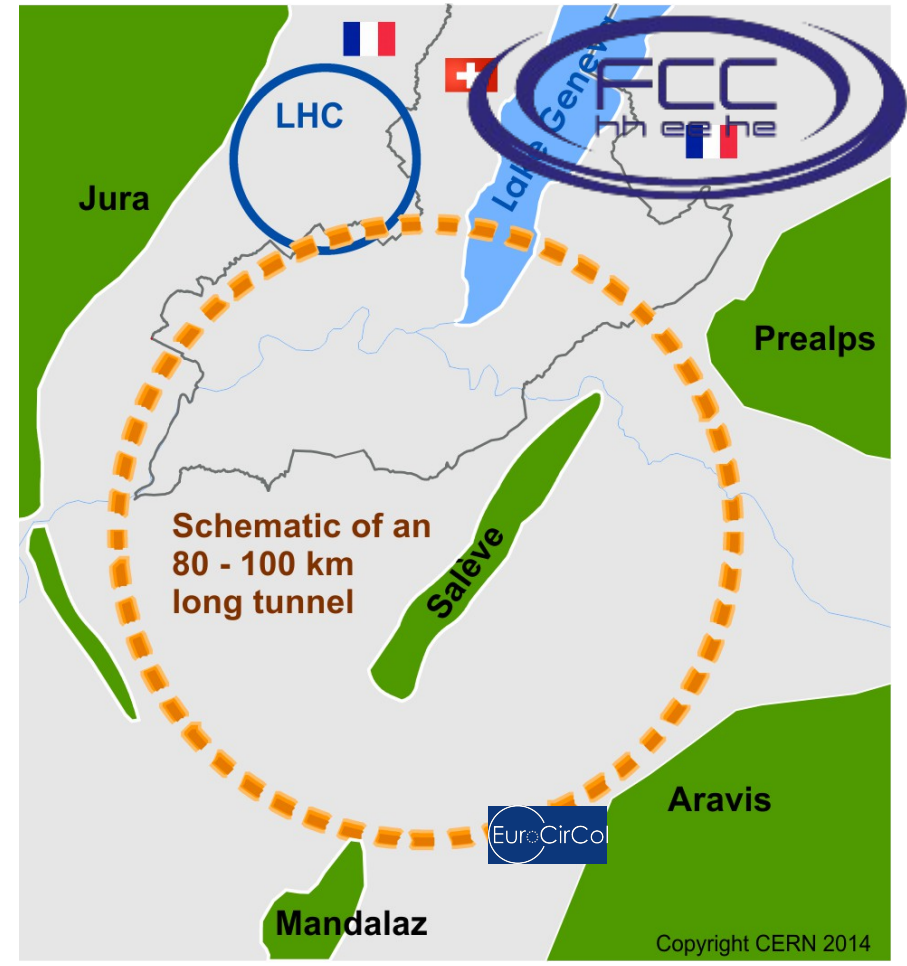 FCC
hh ee he
LHC
Lake Geneva
Jura
Prealps
Schematic of an
80 - 100 km
long tunnel
Salève
Aravis
EuroCirCol
Mandalaz
Copyright CERN 2014